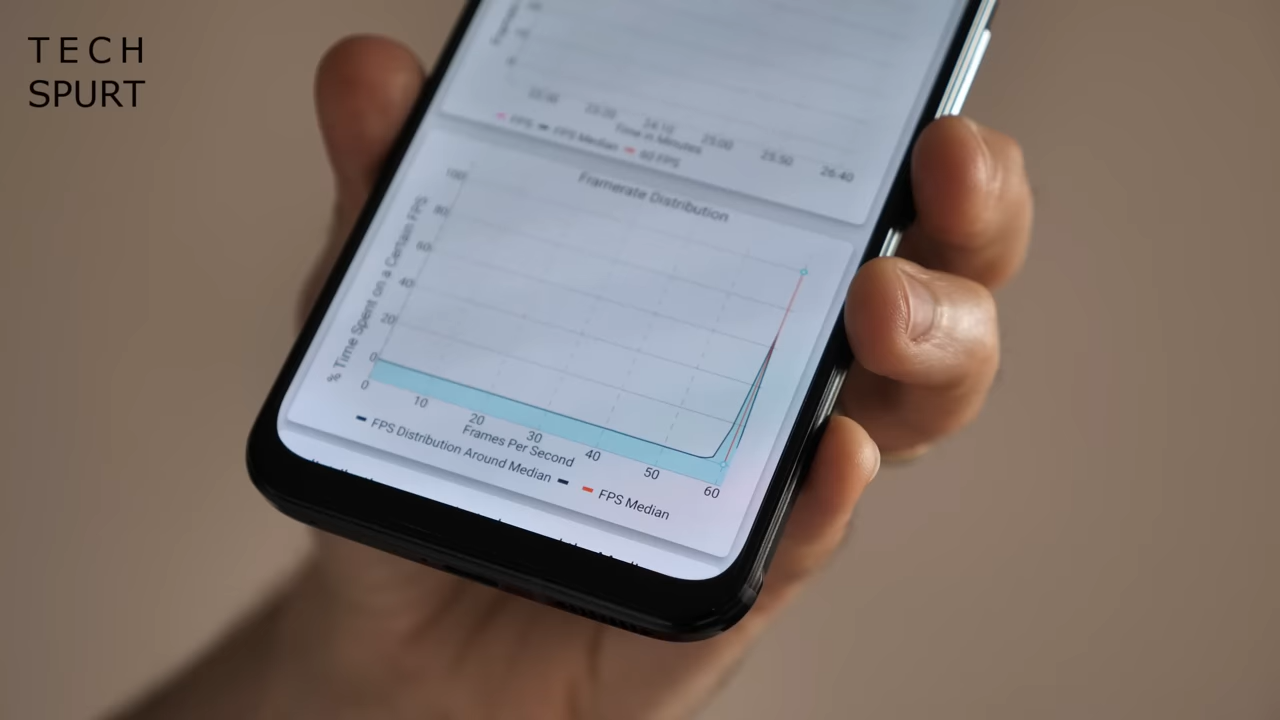 TECH
SPURT
25:00
25:50
26:40
Time in Minutes
FPS FPS Median 60 FPS
Framerate Distribution
% Time Spent on a Certain FPS
100
80
60
40
20
0
0
10
20
30
40
50
60
Frames Per Second
FPS Distribution Around Median
FPS Median